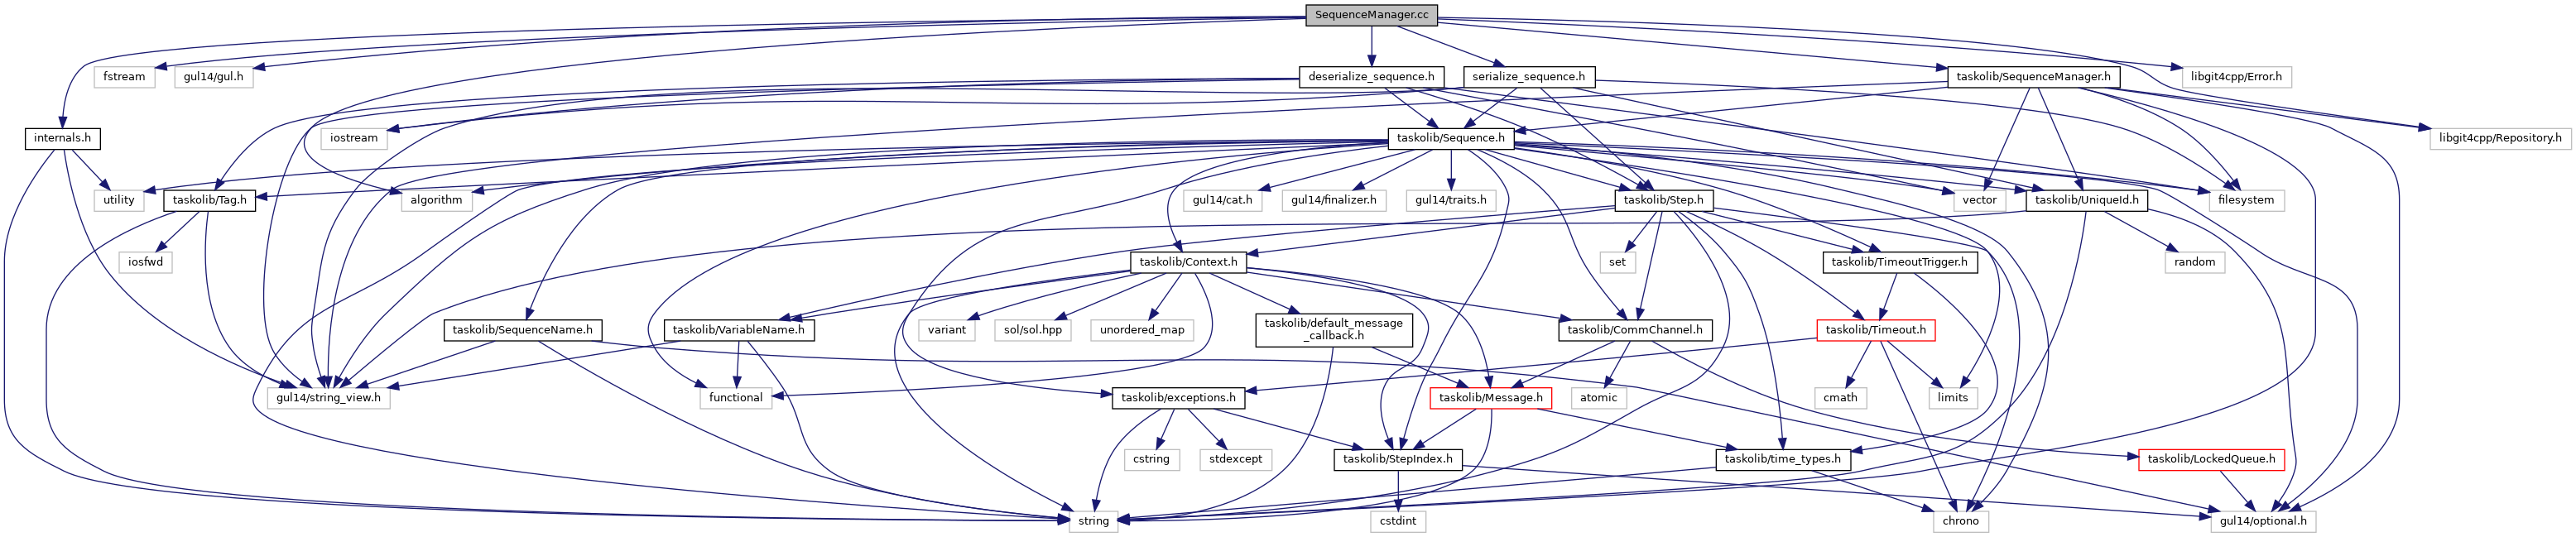 SequenceManager.cc
fstream
gul14/gul.h
deserialize_sequence.h
serialize_sequence.h
taskolib/SequenceManager.h
libgit4cpp/Error.h
internals.h
iostream
taskolib/Sequence.h
libgit4cpp/Repository.h
utility
taskolib/Tag.h
algorithm
gul14/cat.h
gul14/finalizer.h
gul14/traits.h
taskolib/Step.h
vector
taskolib/UniqueId.h
filesystem
iosfwd
taskolib/Context.h
set
taskolib/TimeoutTrigger.h
random
taskolib/SequenceName.h
taskolib/VariableName.h
variant
sol/sol.hpp
unordered_map
taskolib/default_message
_callback.h
taskolib/CommChannel.h
taskolib/Timeout.h
gul14/string_view.h
functional
taskolib/exceptions.h
taskolib/Message.h
atomic
cmath
limits
cstring
stdexcept
taskolib/StepIndex.h
taskolib/time_types.h
taskolib/LockedQueue.h
string
cstdint
chrono
gul14/optional.h